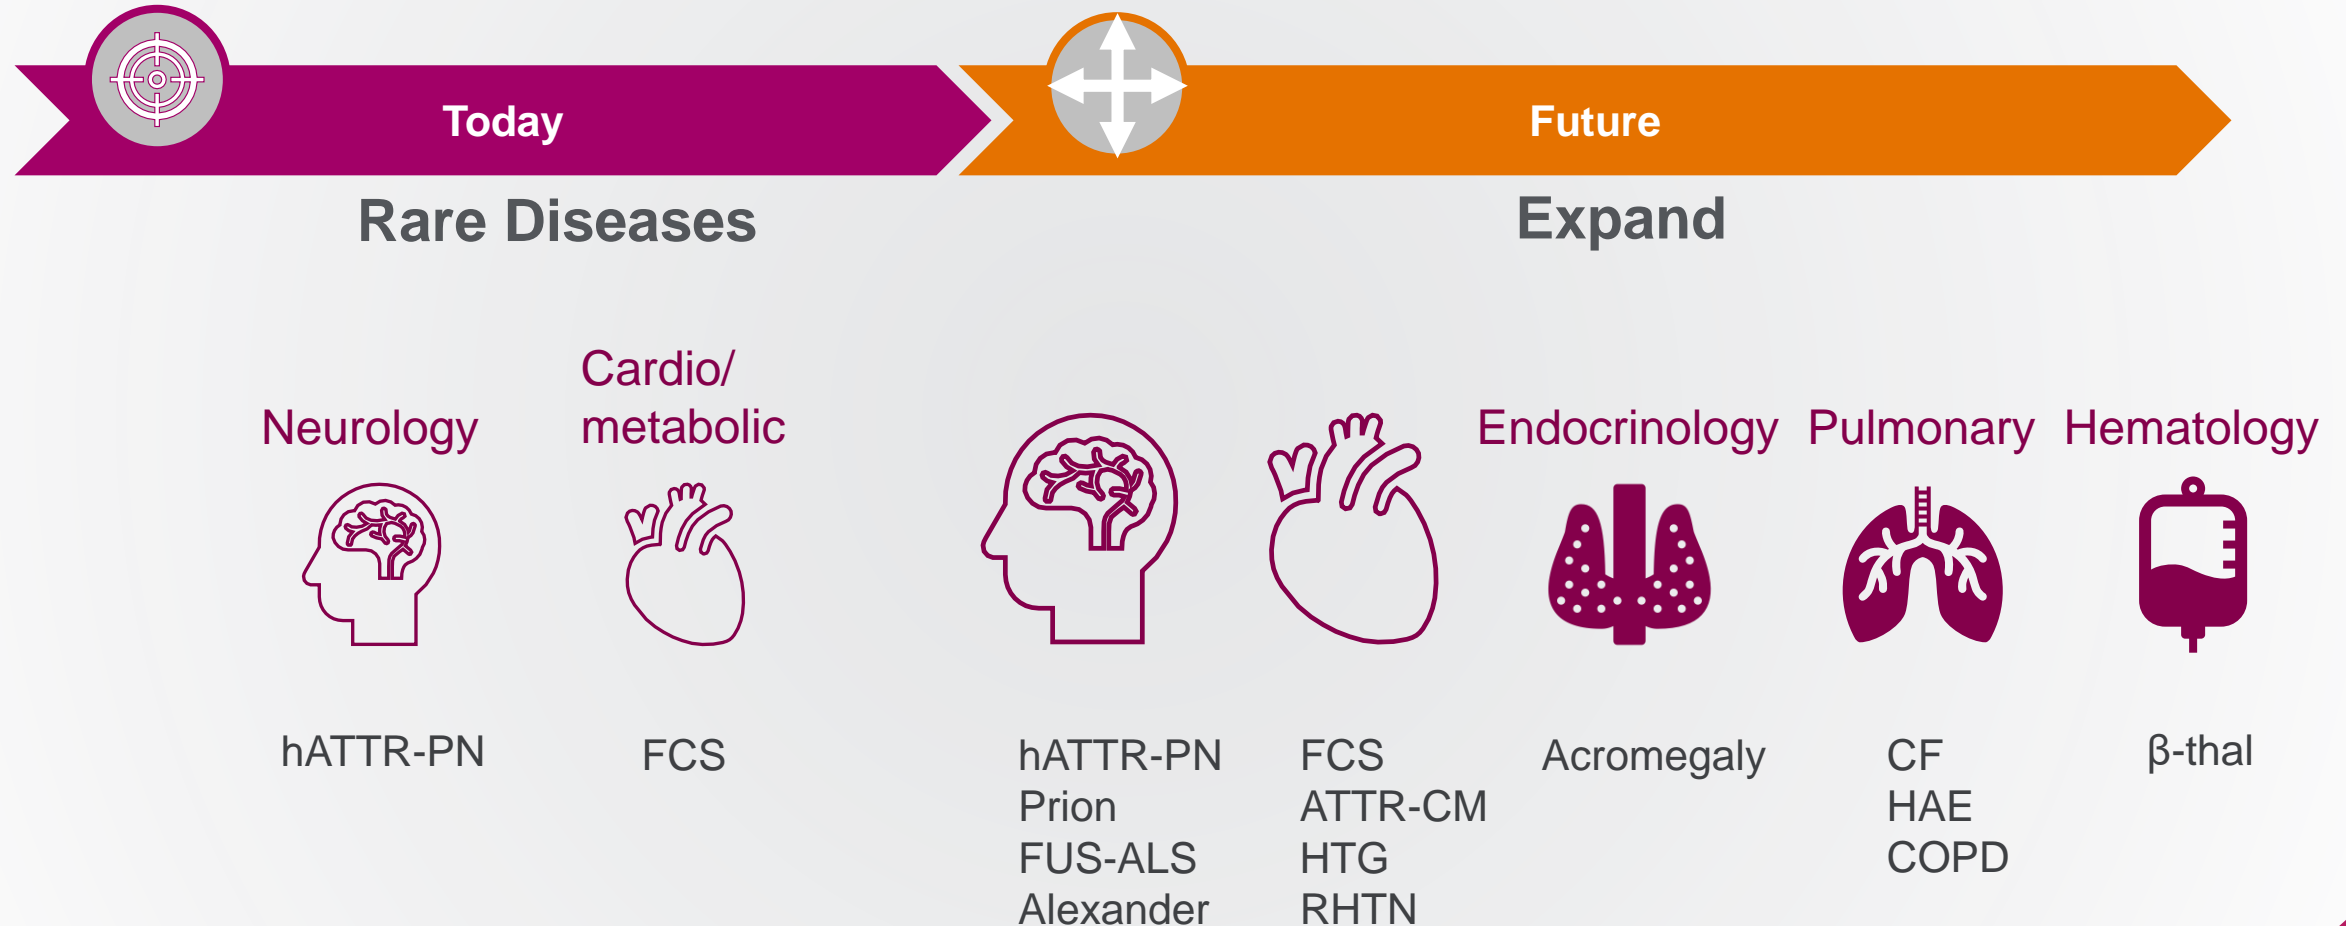 Today
Future
Rare Diseases
Expand
Neurology
Cardio/
metabolic
Endocrinology
Pulmonary
Hematology
hATTR-PN
FCS
hATTR-PN
Prion
FUS-ALS
Alexander
FCS
ATTR-CM
HTG
RHTN
Acromegaly
CF
HAE
COPD
β-thal